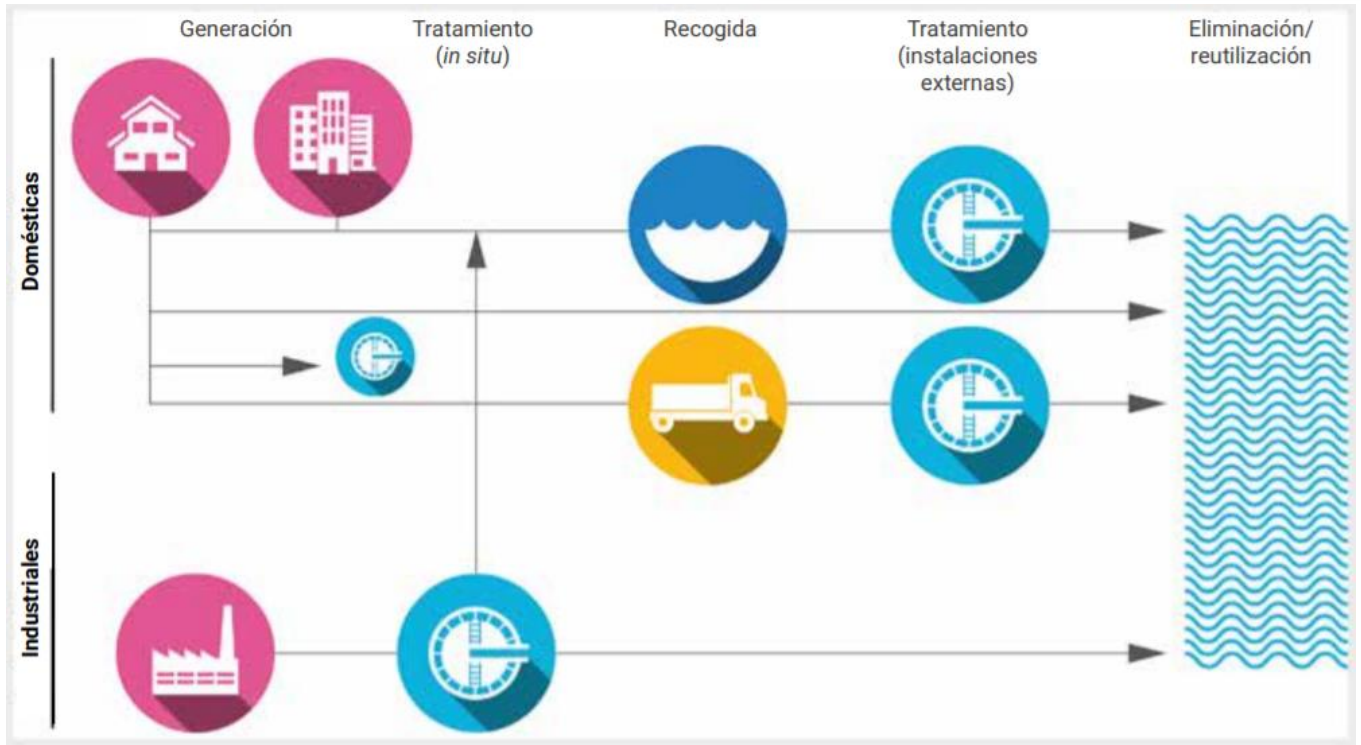 Generación
Tratamiento
(in situ)
Recogida
Tratamiento
(instalaciones
externas)
Eliminación/
reutilización
Domésticas
Industriales